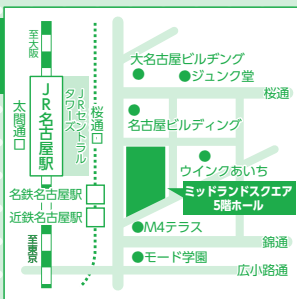 至大阪
大名古屋ビルヂング
ジュンク堂
JR名古屋駅
JRセントラル
タワーズ
桜通口
太閤通口
桜通
名古屋ビルディング
ウインクあいち
ミッドランドスクエア
5階ホール
名鉄名古屋駅
近鉄名古屋駅
M4テラス
至東京
錦通
モード学園
広小路通